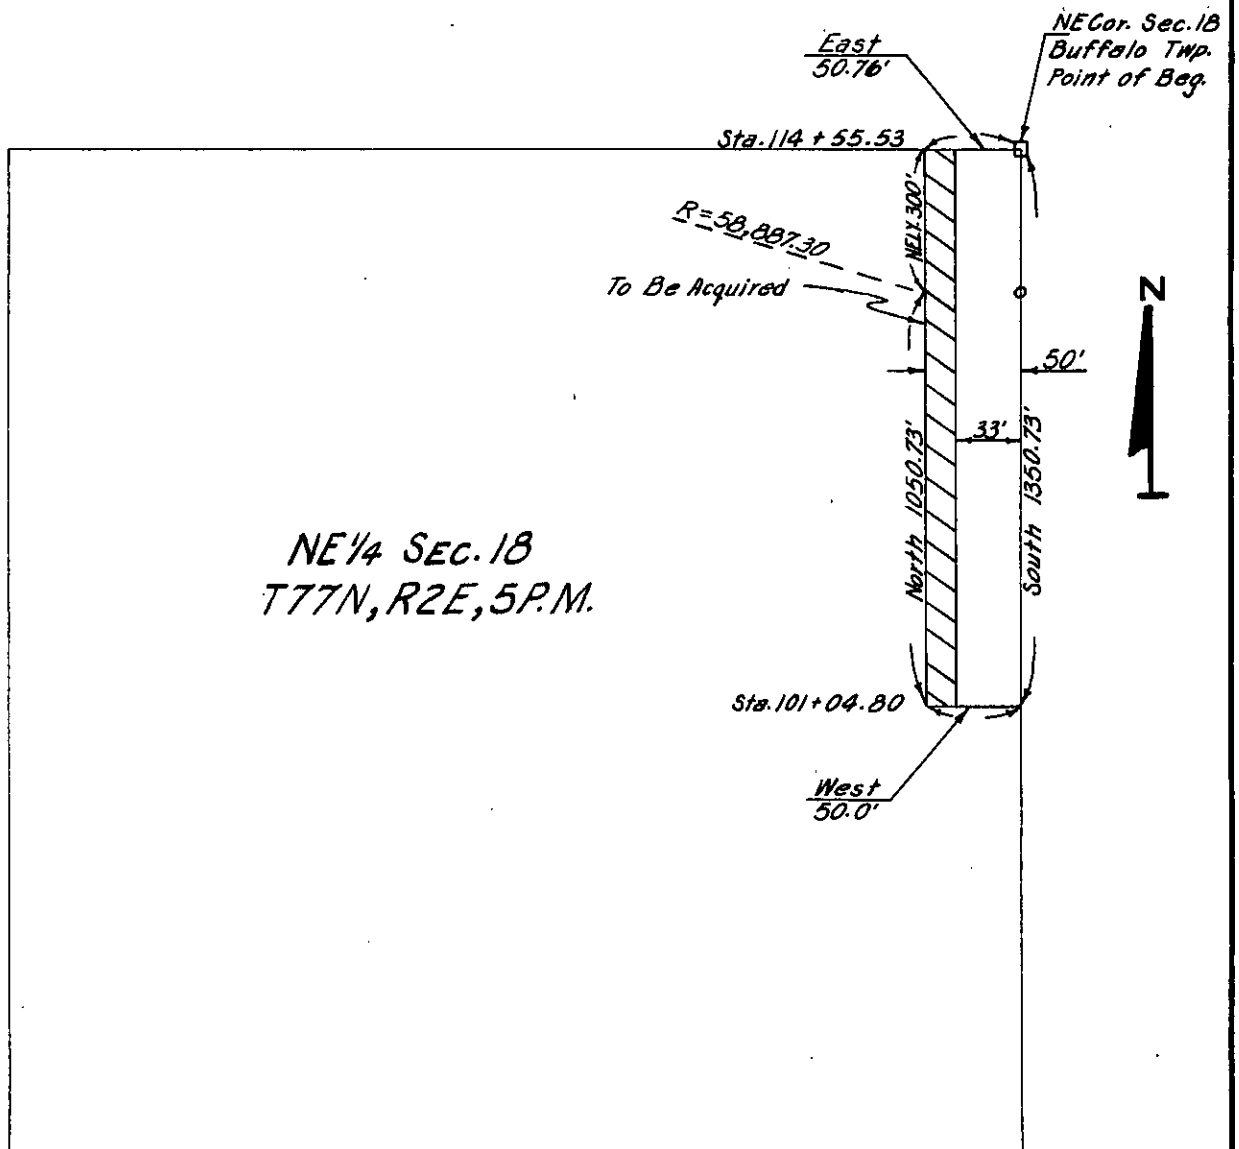 NE Cor. Sec. 18
Buffalo Twp.
Point of Beg.
East
50.76'
Sta. 114 + 55.53
NELY. 300'
R=58,887.30
To Be Acquired
N
50'
33'
North 1050.73'
South 1350.73'
NE 1/4 SEC. 18
T77N, R2E, 5P.M.
Sta. 101+04.80
West
50.0'